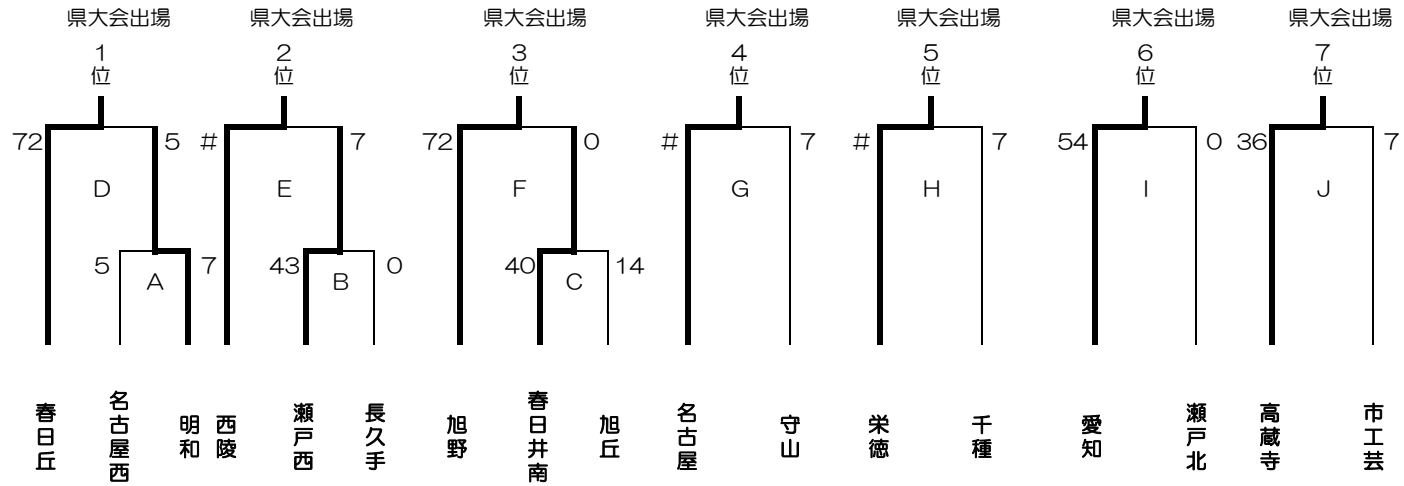 県大会出場 県大会出場 県大会出場 県大会出場 県大会出場 県大会出場 県大会出場
1位 2位 3位 4位 5位 6位 7位
72 5 # 7 72 0 # 7 # 7 54 0 36 7
D E F G H I J
5 7 43 0 40 14
A B C
春日丘
名古屋西
明和
西陵
瀬戸西
長久手
旭野
春日井南
旭丘
名古屋
守山
栄徳
千種
愛知
瀬戸北
高蔵寺
市工芸